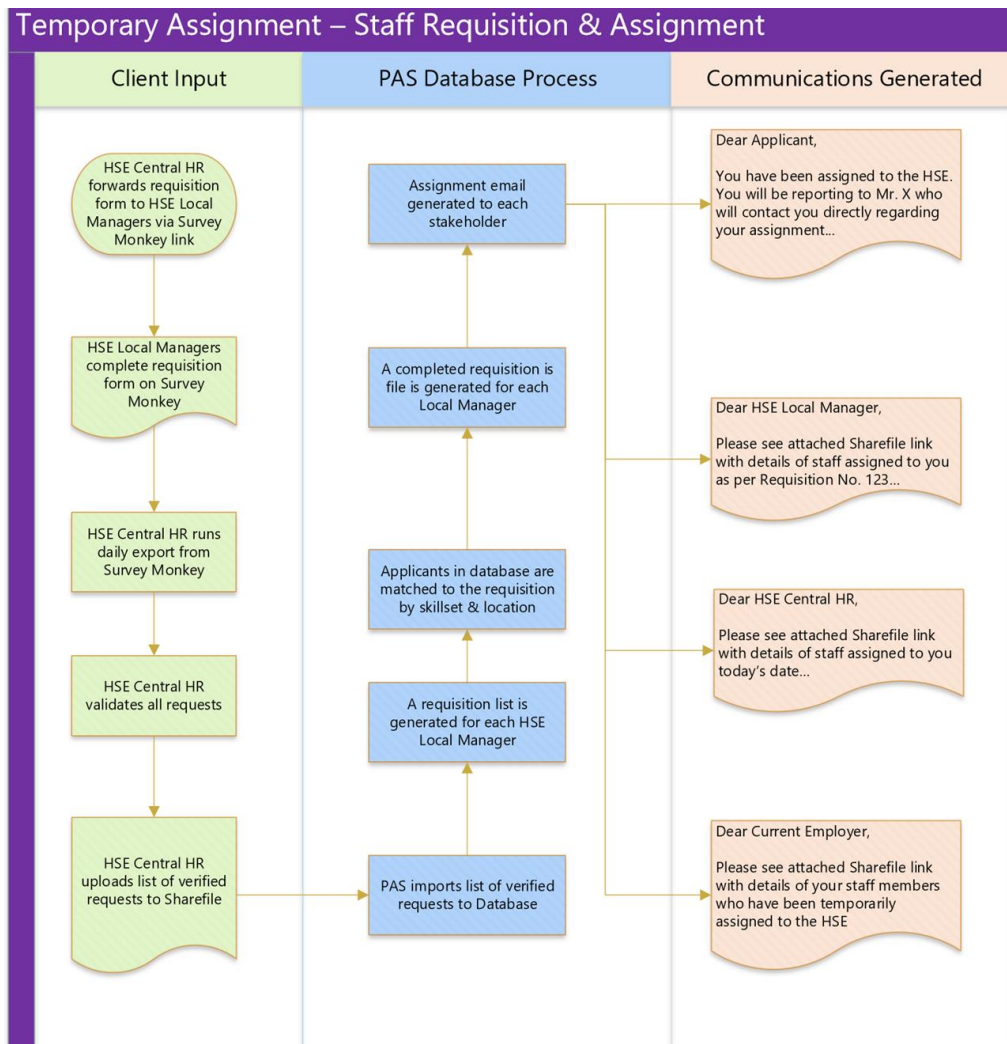 Temporary Assignment – Staff Requisition & Assignment
Client Input
PAS Database Process
Communications Generated
HSE Central HR
forwards requisition
form to HSE Local
Managers via Survey
Monkey link
HSE Local Managers
complete requisition
form on Survey
Monkey
HSE Central HR runs
daily export from
Survey Monkey
HSE Central HR
validates all requests
HSE Central HR
uploads list of verified
requests to Sharefile
PAS imports list of verified
requests to Database
A requisition list is
generated for each HSE
Local Manager
Applicants in database are
matched to the requisition
by skillset & location
A completed requisition is
file is generated for each
Local Manager
Assignment email
generated to each
stakeholder
Dear Applicant,
You have been assigned to the HSE.
You will be reporting to Mr. X who
will contact you directly regarding
your assignment...
Dear HSE Local Manager,
Please see attached Sharefile link
with details of staff assigned to you
as per Requisition No. 123...
Dear HSE Central HR,
Please see attached Sharefile link
with details of staff assigned to you
today's date...
Dear Current Employer,
Please see attached Sharefile link
with details of your staff members
who have been temporarily
assigned to the HSE